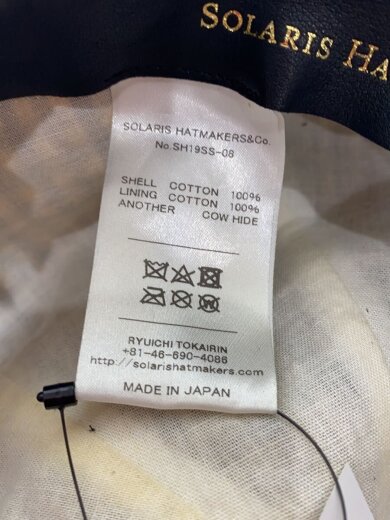 SOLARIS HA
SOLARIS HATMAKERS&Co.
No.SH19SS-08
SHELL COTTON 100%
LINING COTTON 100%
ANOTHER COW HIDE
RYUICHI TOKAIRIN
+81-46-690-4086
http://solarishatmakers.com
MADE IN JAPAN